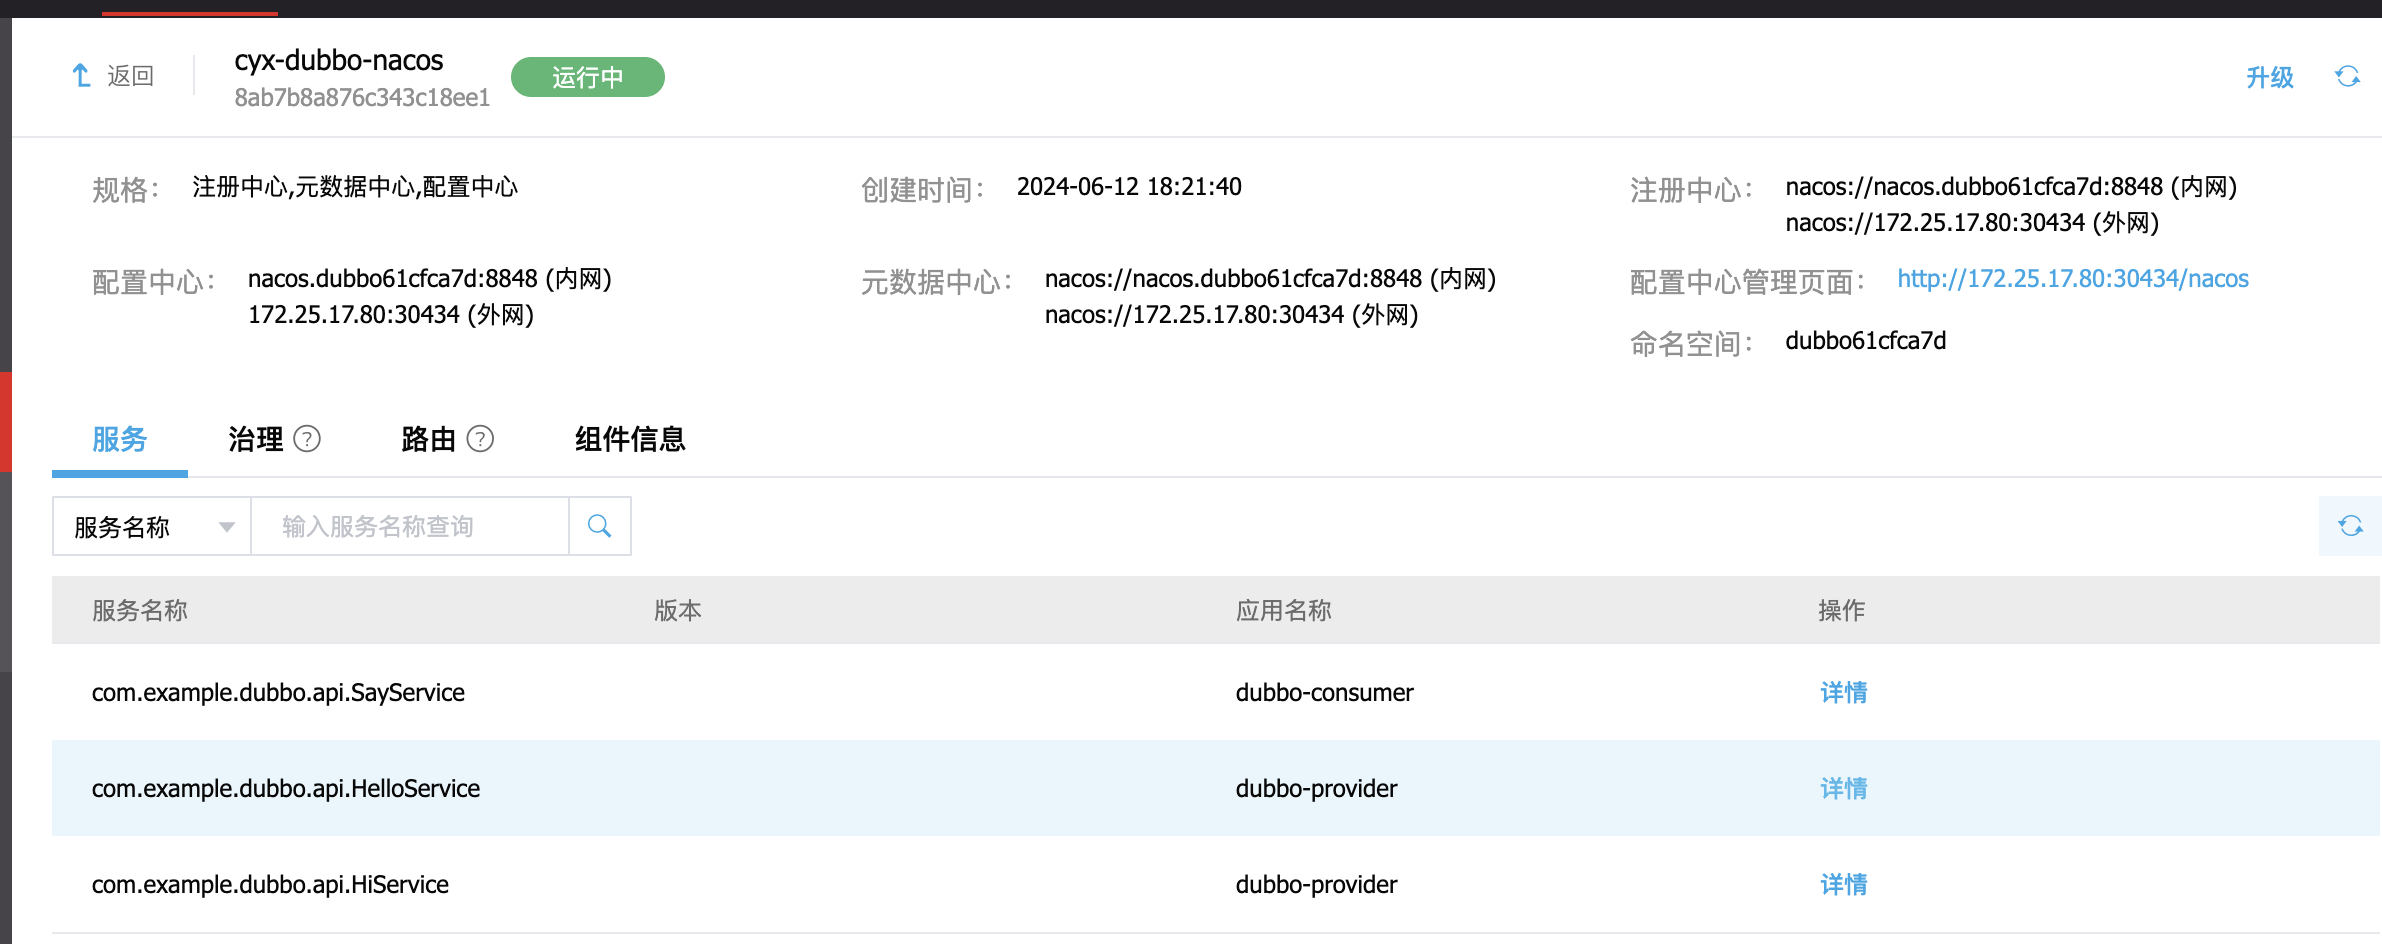 返回
cyx-dubbo-nacos
8ab7b8a876c343c18ee1
运行中
升级
规格： 注册中心,元数据中心,配置中心
创建时间： 2024-06-12 18:21:40
注册中心： nacos://nacos.dubbo61cfca7d:8848 (内网)
nacos://172.25.17.80:30434 (外网)
配置中心： nacos.dubbo61cfca7d:8848 (内网)
172.25.17.80:30434 (外网)
元数据中心： nacos://nacos.dubbo61cfca7d:8848 (内网)
nacos://172.25.17.80:30434 (外网)
配置中心管理页面： http://172.25.17.80:30434/nacos
命名空间： dubbo61cfca7d
服务 治理 ? 路由 ? 组件信息
服务名称 输入服务名称查询
服务名称 版本 应用名称 操作
com.example.dubbo.api.SayService dubbo-consumer 详情
com.example.dubbo.api.HelloService dubbo-provider 详情
com.example.dubbo.api.HiService dubbo-provider 详情